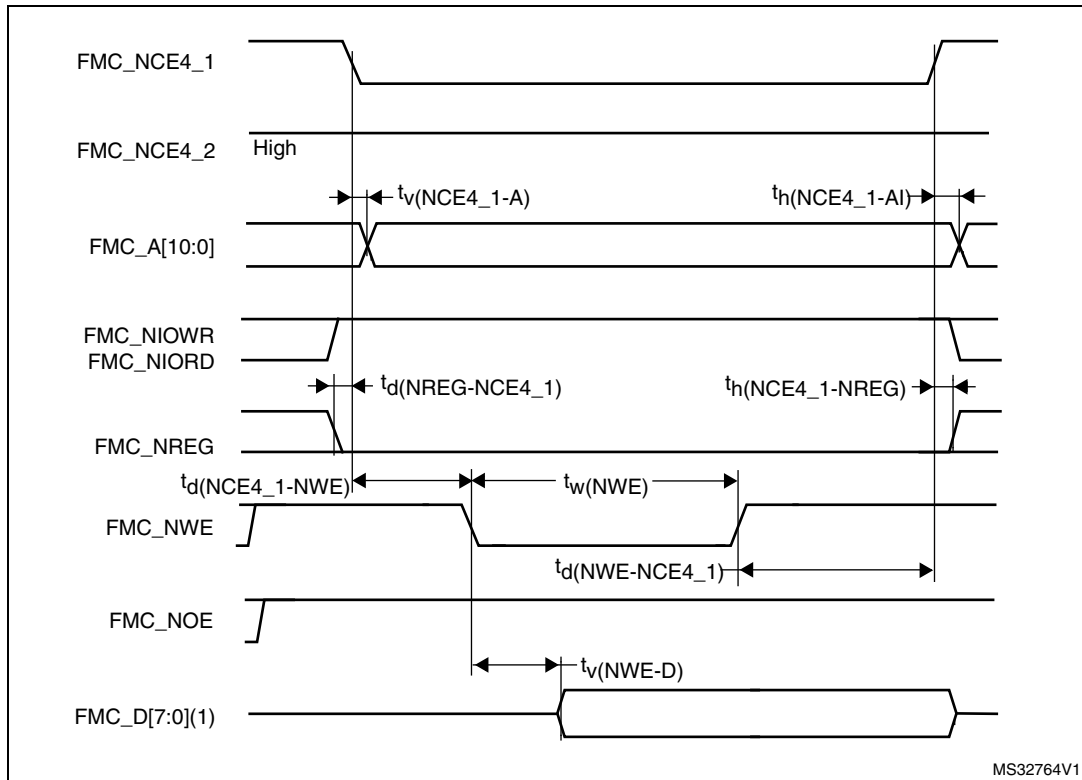 FMC_NCE4_1
FMC_NCE4_2
High
tv(NCE4_1-A)
th(NCE4_1-AI)
FMC_A[10:0]
FMC_NIOWR
FMC_NIORD
td(NREG-NCE4_1)
th(NCE4_1-NREG)
FMC_NREG
td(NCE4_1-NWE)
tw(NWE)
FMC_NWE
td(NWE-NCE4_1)
FMC_NOE
tv(NWE-D)
FMC_D[7:0](1)
MS32764V1